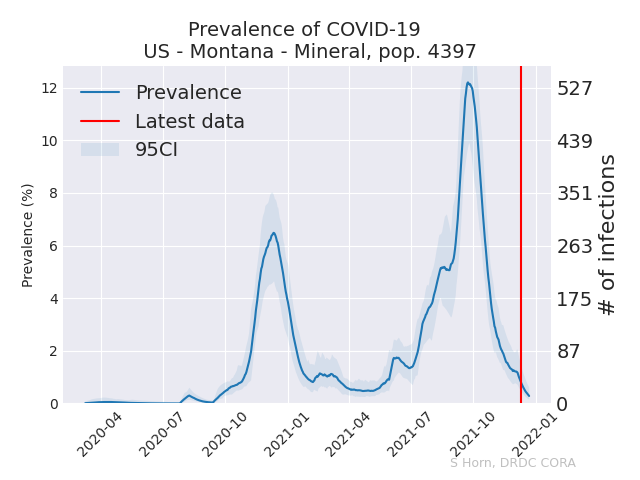 Prevalence of COVID-19
US - Montana - Mineral, pop. 4397
Prevalence
Latest data
95CI
Prevalence (%)
12
10
8
6
4
2
0
527
439
351
263
175
87
0
# of infections
2020-04
2020-07
2020-10
2021-01
2021-04
2021-07
2021-10
2022-01
S Horn, DRDC CORA